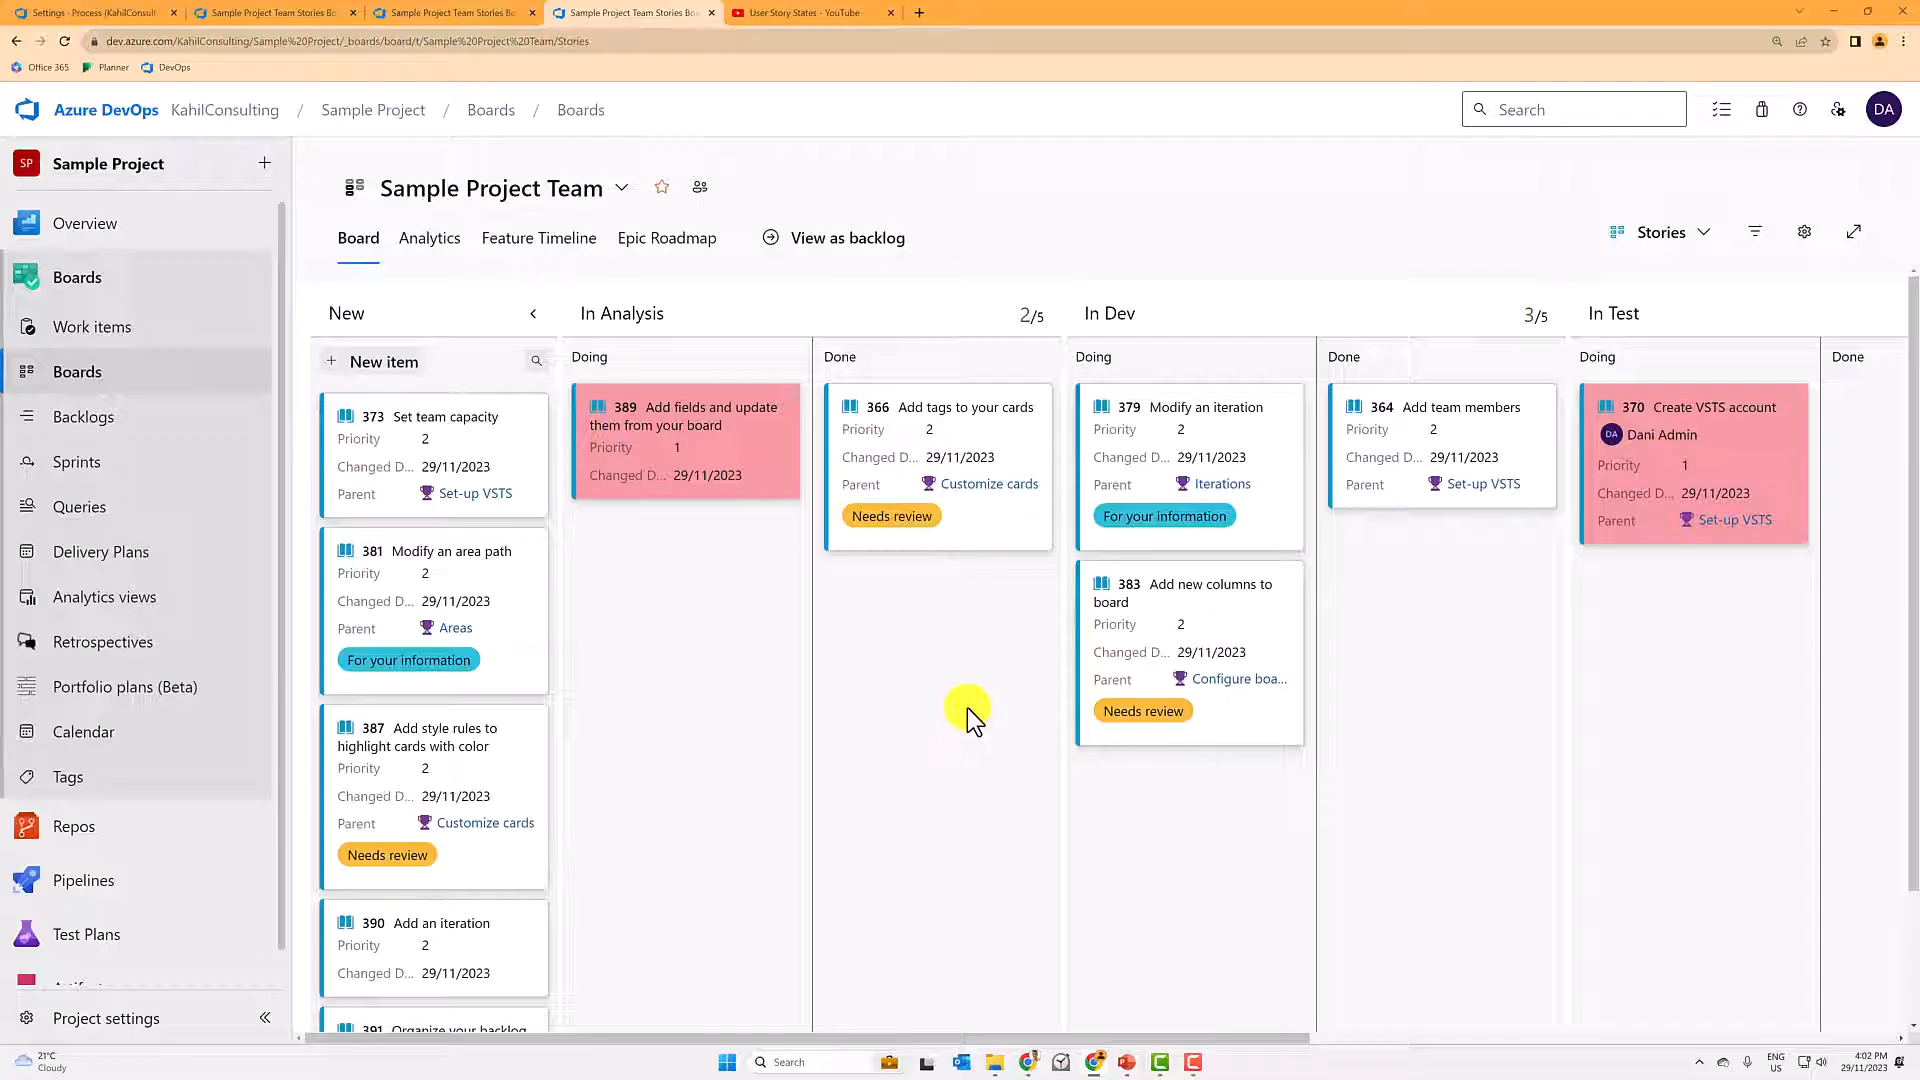 Settings - Process (KahilConsulti
Sample Project Team Stories Bo
Sample Project Team Stories Boa
Sample Project Team Stories Boa
User Story States - YouTube
dev.azure.com/KahilConsulting/Sample%20Project/_boards/board/t/Sample%20Project%20Team/Stories
Office 365
Planner
DevOps
Azure DevOps KahilConsulting / Sample Project / Boards / Boards
Search
DA
SP Sample Project
Overview
Boards
Work items
Boards
Backlogs
Sprints
Queries
Delivery Plans
Analytics views
Retrospectives
Portfolio plans (Beta)
Calendar
Tags
Repos
Pipelines
Test Plans
Project settings
Sample Project Team
Board Analytics Feature Timeline Epic Roadmap View as backlog
Stories
New
New item
373 Set team capacity
Priority 2
Changed D... 29/11/2023
Parent Set-up VSTS
381 Modify an area path
Priority 2
Changed D... 29/11/2023
Parent Areas
For your information
387 Add style rules to
highlight cards with color
Priority 2
Changed D... 29/11/2023
Parent Customize cards
Needs review
390 Add an iteration
Priority 2
Changed D... 29/11/2023
391 Organize your backlog
In Analysis 2/5
Doing
389 Add fields and update
them from your board
Priority 1
Changed D... 29/11/2023
Done
366 Add tags to your cards
Priority 2
Changed D... 29/11/2023
Parent Customize cards
Needs review
In Dev 3/5
Doing
379 Modify an iteration
Priority 2
Changed D... 29/11/2023
Parent Iterations
For your information
383 Add new columns to
board
Priority 2
Changed D... 29/11/2023
Parent Configure boa...
Needs review
Done
364 Add team members
Priority 2
Changed D... 29/11/2023
Parent Set-up VSTS
In Test
Doing
370 Create VSTS account
DA Dani Admin
Priority 1
Changed D... 29/11/2023
Parent Set-up VSTS
Done
21°C
Cloudy
Search
ENG
US
4:02 PM
29/11/2023